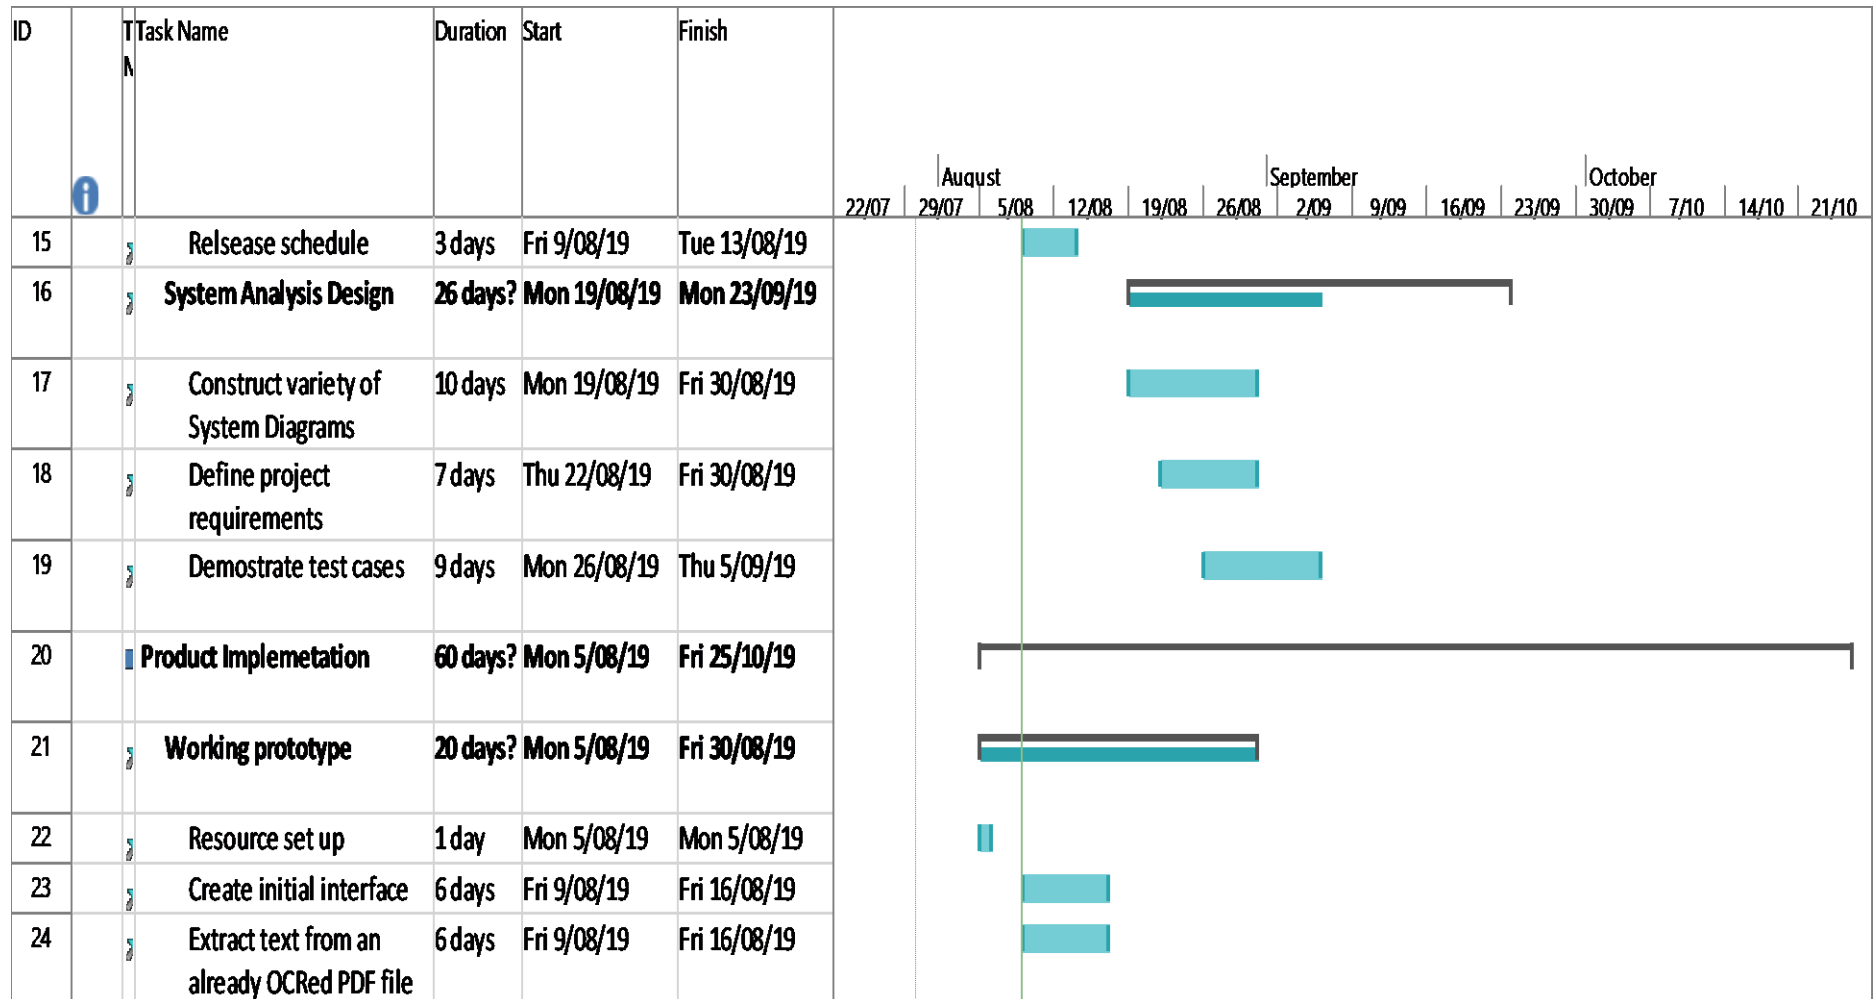 ID T Task Name Duration Start Finish
August September October
22/07 29/07 5/08 12/08 19/08 26/08 2/09 9/09 16/09 23/09 30/09 7/10 14/10 21/10
15 Relsease schedule 3 days Fri 9/08/19 Tue 13/08/19
16 System Analysis Design 26 days? Mon 19/08/19 Mon 23/09/19
17 Construct variety of 10 days Mon 19/08/19 Fri 30/08/19
System Diagrams
18 Define project 7 days Thu 22/08/19 Fri 30/08/19
requirements
19 Demostrate test cases 9 days Mon 26/08/19 Thu 5/09/19
20 Product Implemetation 60 days? Mon 5/08/19 Fri 25/10/19
21 Working prototype 20 days? Mon 5/08/19 Fri 30/08/19
22 Resource set up 1 day Mon 5/08/19 Mon 5/08/19
23 Create initial interface 6 days Fri 9/08/19 Fri 16/08/19
24 Extract text from an 6 days Fri 9/08/19 Fri 16/08/19
already OCRed PDF file